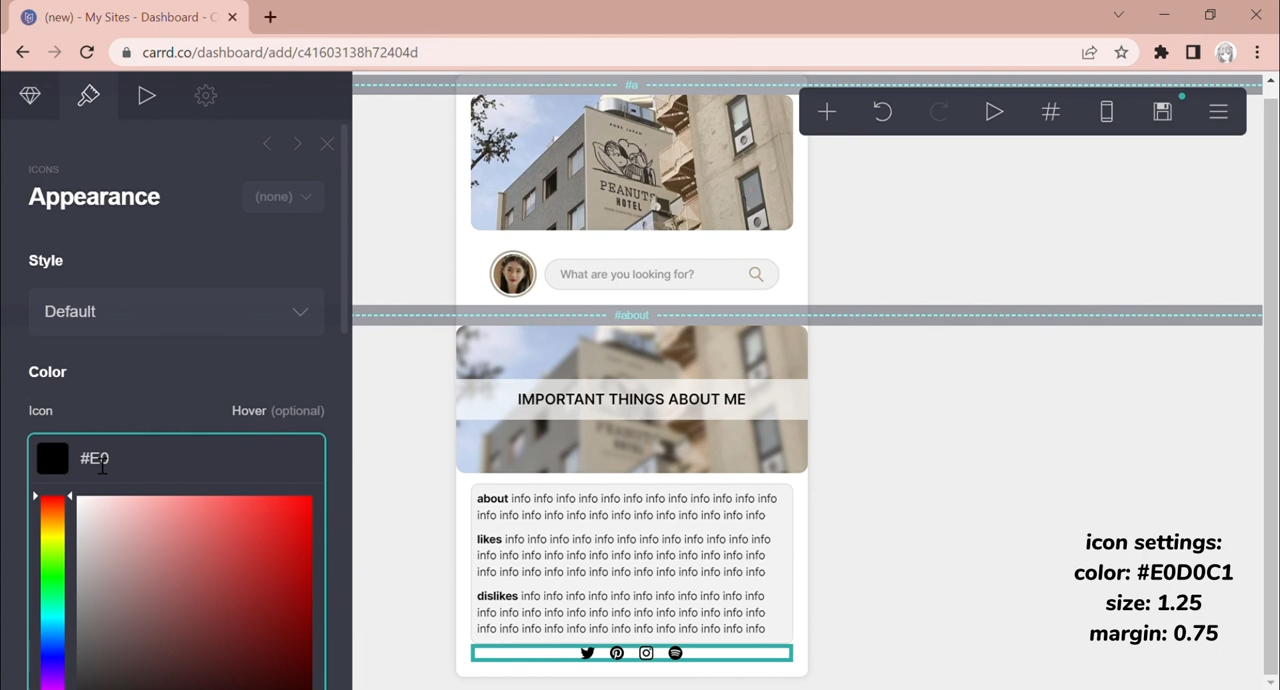 (new) - My Sites - Dashboard - C
carrd.co/dashboard/add/c41603138h72404d
ICONS
Appearance
(none)
Style
Default
Color
Icon
Hover (optional)
#E0
#a
PEANUTS
HOTEL
What are you looking for?
#about
IMPORTANT THINGS ABOUT ME
about info info info info info info info info info info info info
info info info info info info info info info info info info info
likes info info info info info info info info info info info info
info info info info info info info info info info info info info
info info info info info info info info info info info info info
dislikes info info info info info info info info info info info
info info info info info info info info info info info info info
info info info info info info info info info info info info info
icon settings:
color: #E0D0C1
size: 1.25
margin: 0.75